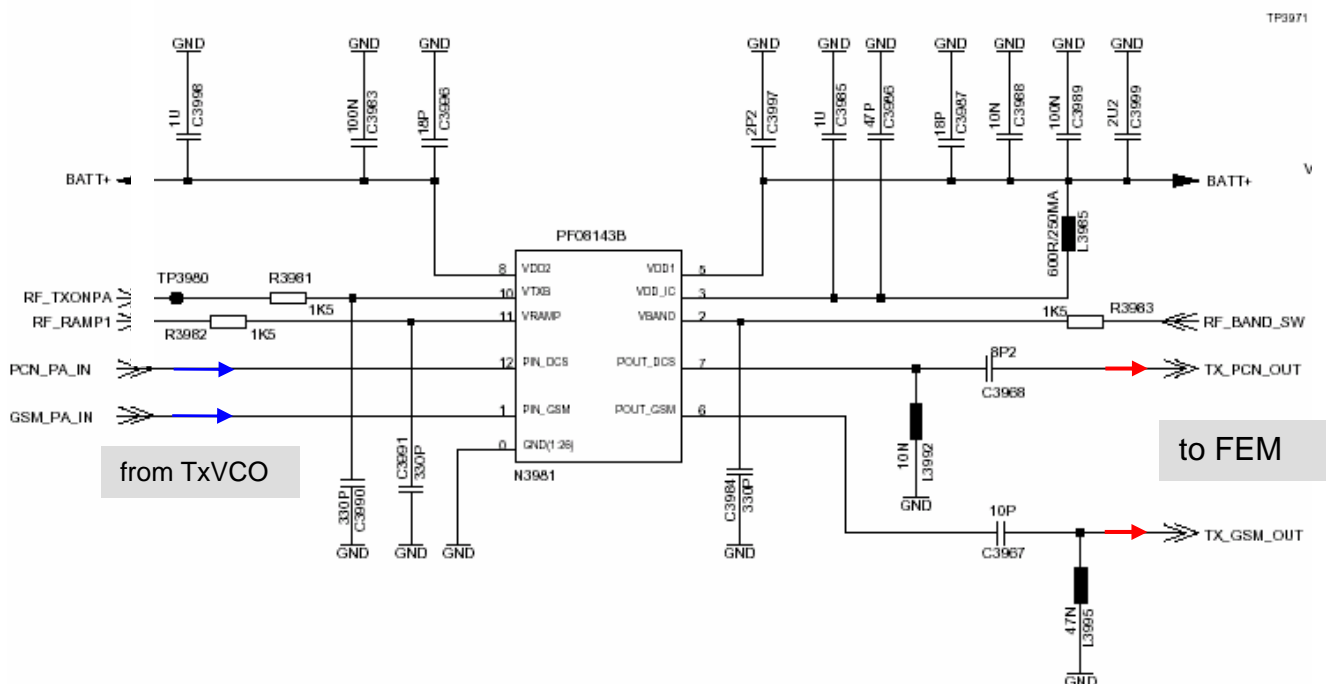 TP3971
GND GND GND GND GND GND GND GND GND GND
1U C3998
100N C3983
18P C3996
2P2 C3997
1U C3985
47P C3986
18P C3987
10N C3988
100N C3989
2U2 C3999
BATT+
BATT+
V
600R/250MA L3985
PF08143B
8 VDD2
VDD1 5
TP3980
R3981
1K5
RF_TXONPA
10 VTXB
VDD_IC 3
RF_RAMP1
R3982
1K5
11 VRAMP
VBAND 2
1K5
R3983
RF_BAND_SW
PCN_PA_IN
12 PIN_DCS
POUT_DCS 7
8P2
C3968
TX_PCN_OUT
GSM_PA_IN
1 PIN_GSM
POUT_GSM 6
0 GND(1:26)
N3981
from TxVCO
to FEM
330P C3990
C3991 330P
C3984 330P
10N L3992
GND
10P
C3967
TX_GSM_OUT
GND GND GND
GND
47N L3995
GND